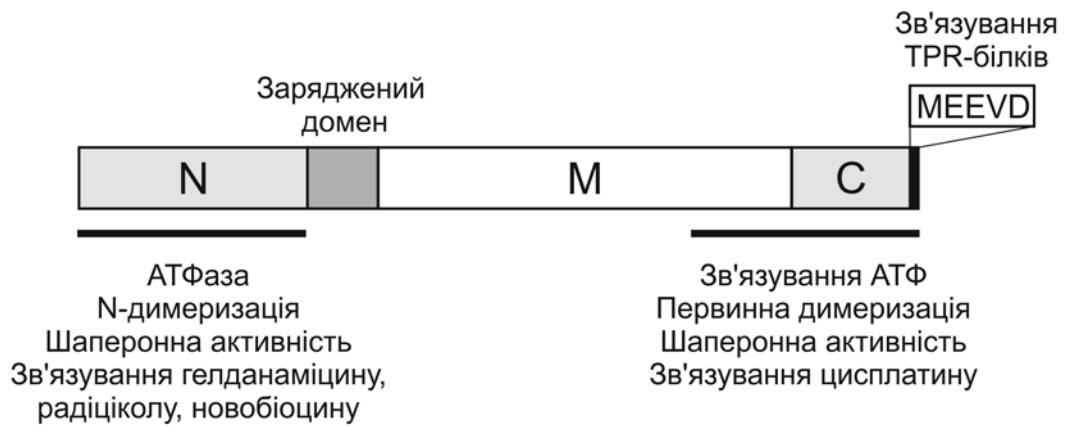 Зв'язування
TPR-білків
MEEVD
Заряджений
домен
N
M
C
АТФаза
N-димеризація
Шаперонна активність
Зв'язування гелданаміцину,
радіціколу, новобіоцину
Зв'язування АТФ
Первинна димеризація
Шаперонна активність
Зв'язування цисплатину